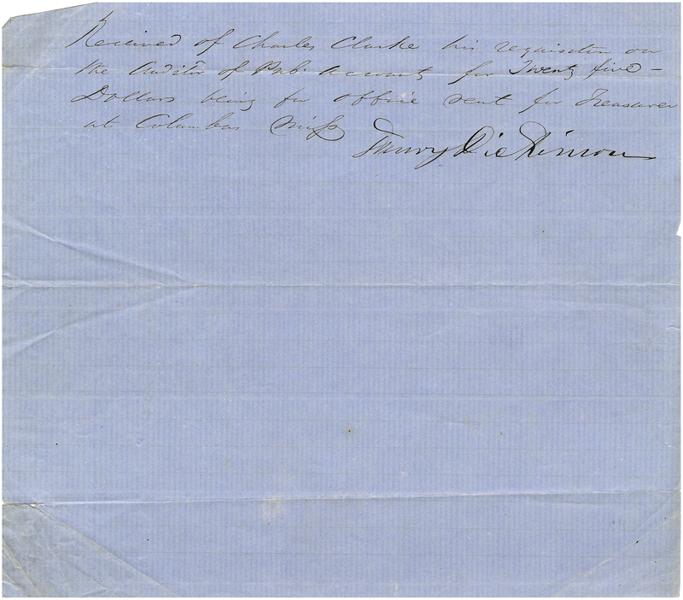 Received of Charles Clarke his requisition on
the Auditor of Pub. accounts for Twenty five –
Dollars being for office rent for Treasurer
at Columbus Miss
Henry Dickinson